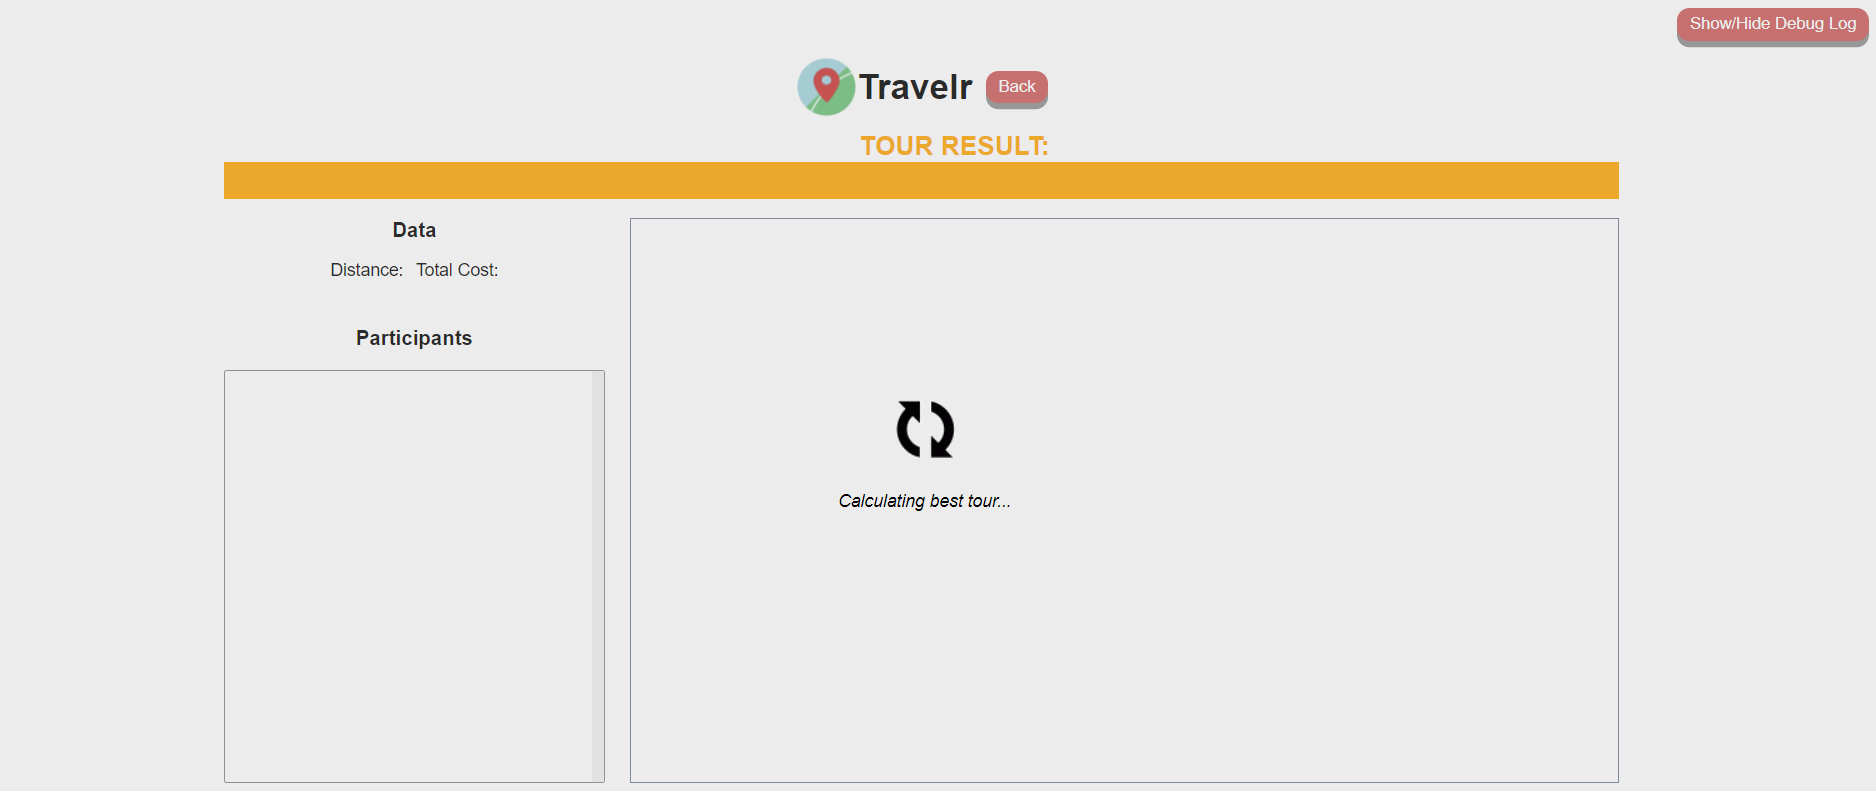 Show/Hide Debug Log
Travelr Back
TOUR RESULT:
Data
Distance: Total Cost:
Participants
Calculating best tour...